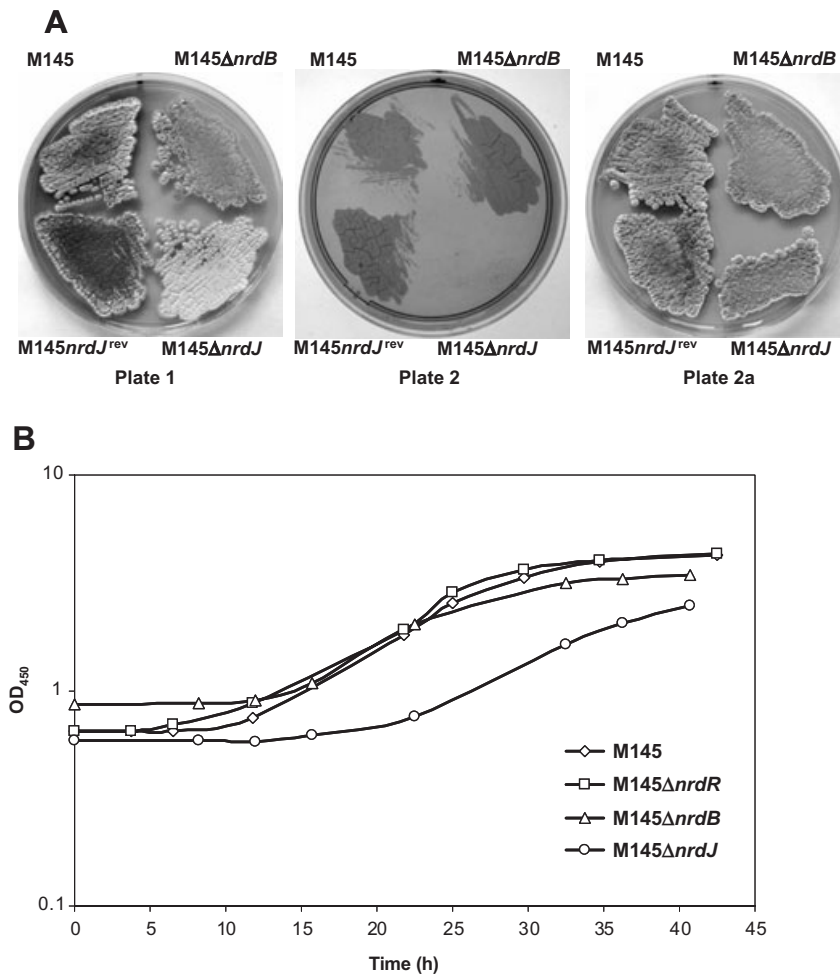 A
M145 M145ΔnrdB M145 M145ΔnrdB M145 M145ΔnrdB
M145nrdJrev M145ΔnrdJ M145nrdJrev M145ΔnrdJ M145nrdJrev M145ΔnrdJ
Plate 1 Plate 2 Plate 2a
B
10
1
0.1
OD450
0 5 10 15 20 25 30 35 40 45
Time (h)
M145
M145ΔnrdR
M145ΔnrdB
M145ΔnrdJ